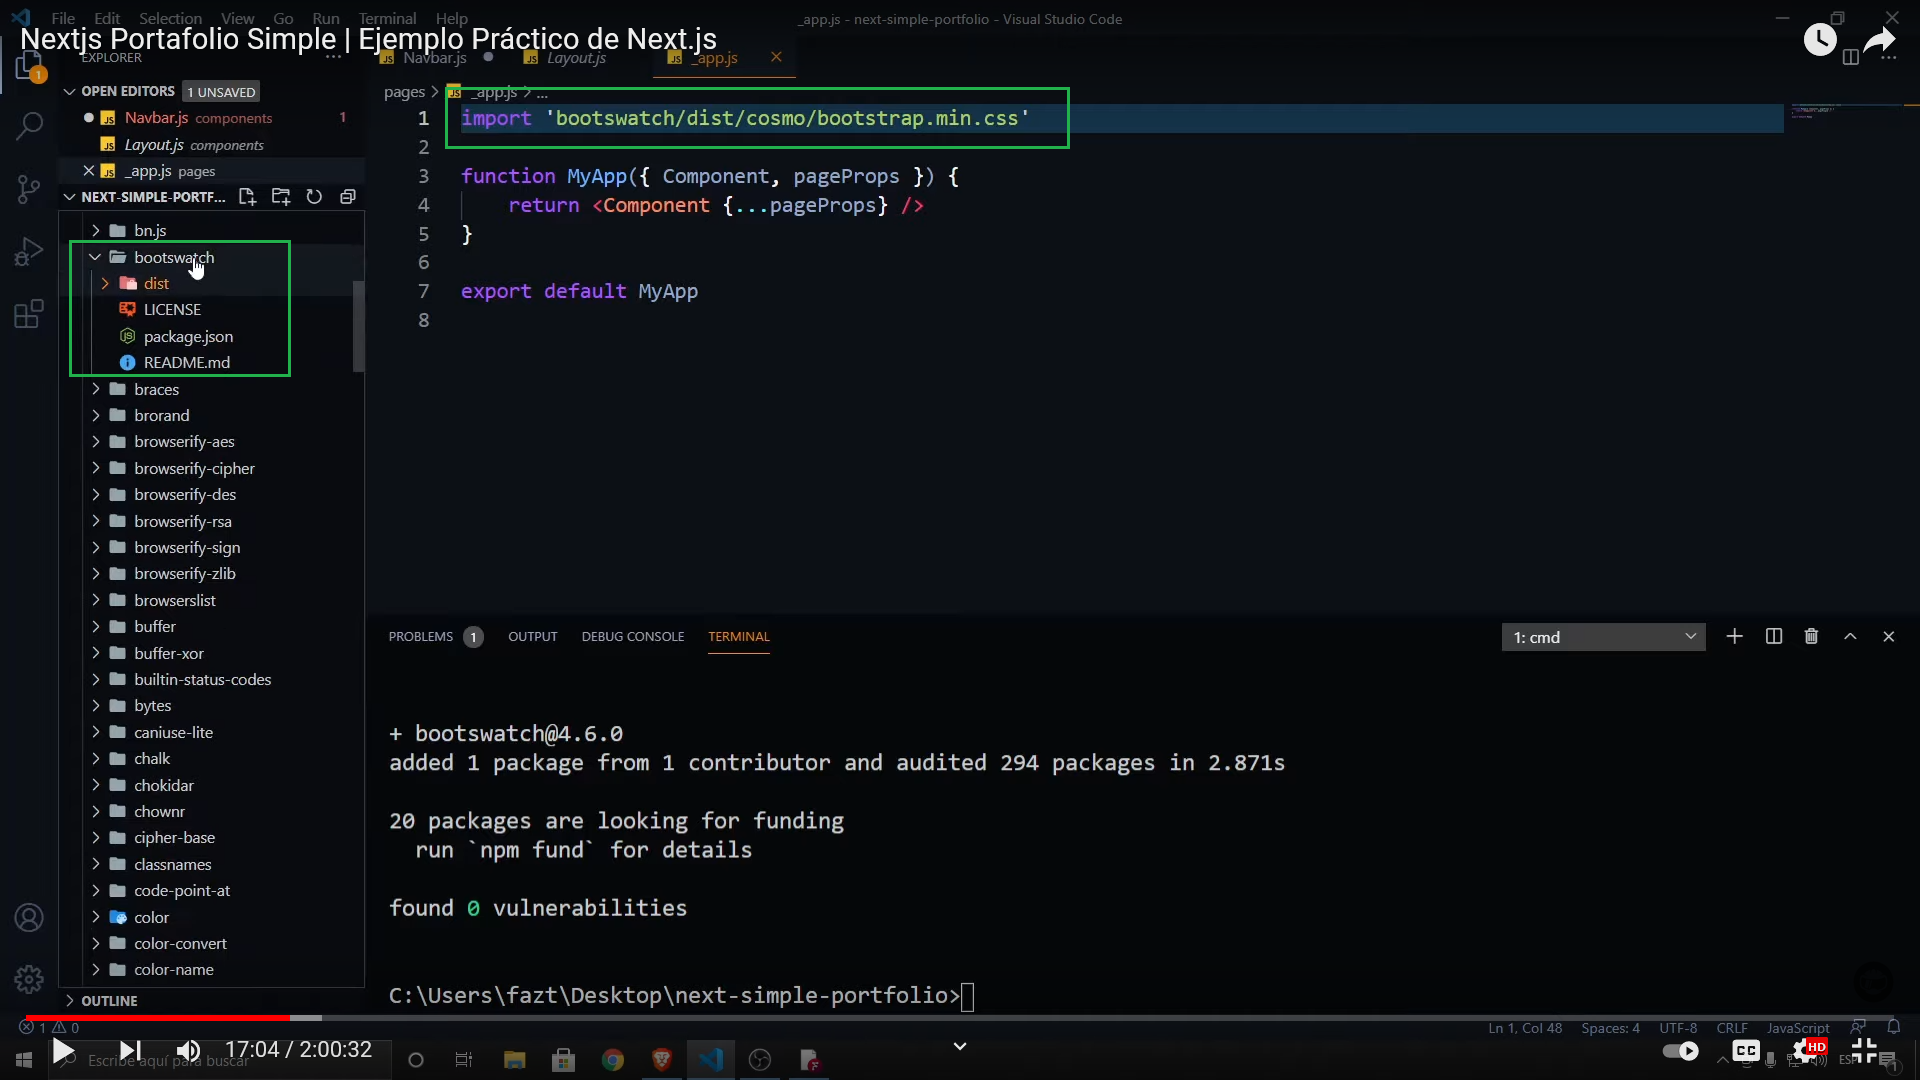 File Edit Selection View Go Run Terminal Help
_app.js - next-simple-portfolio - Visual Studio Code
Nextjs Portafolio Simple | Ejemplo Práctico de Next.js
EXPLORER
Navbar.js
Layout.js
_app.js
OPEN EDITORS 1 UNSAVED
Navbar.js components 1
Layout.js components
_app.js pages
NEXT-SIMPLE-PORTF...
bn.js
bootswatch
dist
LICENSE
package.json
README.md
braces
brorand
browserify-aes
browserify-cipher
browserify-des
browserify-rsa
browserify-sign
browserify-zlib
browserslist
buffer
buffer-xor
builtin-status-codes
bytes
caniuse-lite
chalk
chokidar
chownr
cipher-base
classnames
code-point-at
color
color-convert
color-name
OUTLINE
pages > _app.js > ...
1 import 'bootswatch/dist/cosmo/bootstrap.min.css'
2
3 function MyApp({ Component, pageProps }) {
4 return <Component {...pageProps} />
5 }
6
7 export default MyApp
8
PROBLEMS 1 OUTPUT DEBUG CONSOLE TERMINAL
1: cmd
+ bootswatch@4.6.0
added 1 package from 1 contributor and audited 294 packages in 2.871s
20 packages are looking for funding
run `npm fund` for details
found 0 vulnerabilities
C:\Users\fazt\Desktop\next-simple-portfolio>
1 0
Ln 1, Col 48 Spaces: 4 UTF-8 CRLF JavaScript
Escribe aquí para buscar
17:04 / 2:00:32
CC
HD